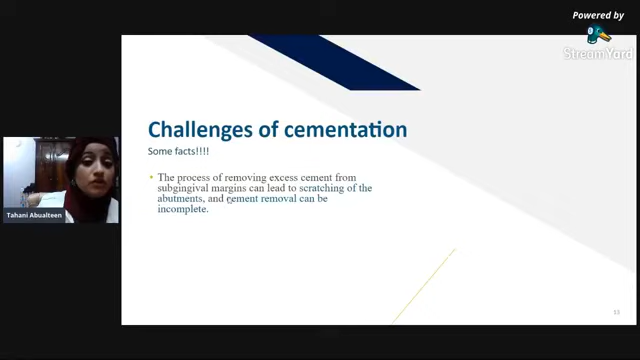 Powered by
StreamYard
Challenges of cementation
Some facts!!!!
• The process of removing excess cement from
subgingival margins can lead to scratching of the
abutments, and cement removal can be
incomplete.
Tahani Abualteen
13